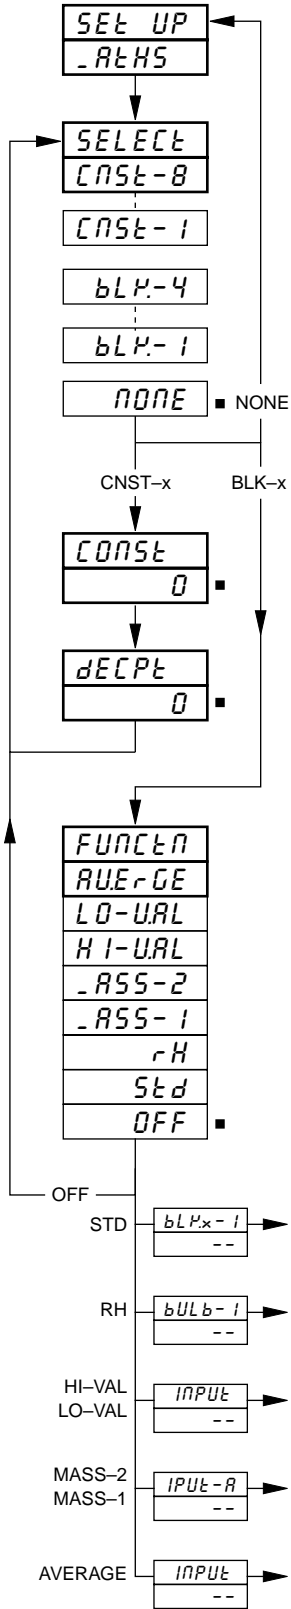 SEt UP
_AtHS
SELECt
CNSt-8
CNSt-1
bLK.-4
bLK.-1
NONE
■ NONE
CNST–x
BLK–x
CONSt
0 ■
dECPt
0 ■
FUNCtN
AV.ErGE
LO-V.AL
HI-V.AL
_ASS-2
_ASS-1
rH
Std
OFF ■
OFF
STD
bLK.x-1
--
RH
bULb-1
--
HI–VAL
LO–VAL
INPUt
--
MASS–2
MASS–1
IPUt-A
--
AVERAGE
INPUt
--